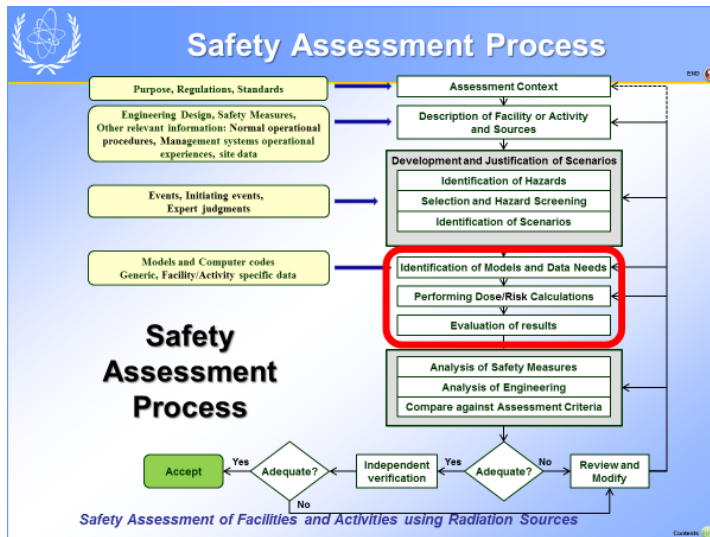 Safety Assessment Process
END
Purpose, Regulations, Standards
Assessment Context
Engineering Design, Safety Measures,
Other relevant information: Normal operational
procedures, Management systems operational
experiences, site data
Description of Facility or Activity
and Sources
Development and Justification of Scenarios
Identification of Hazards
Selection and Hazard Screening
Identification of Scenarios
Events, Initiating events,
Expert judgments
Models and Computer codes
Generic, Facility/Activity specific data
Identification of Models and Data Needs
Performing Dose/Risk Calculations
Evaluation of results
Safety
Assessment
Process
Analysis of Safety Measures
Analysis of Engineering
Compare against Assessment Criteria
Accept
Yes
Adequate?
Independent
verification
Yes
Adequate?
No
Review and
Modify
No
Safety Assessment of Facilities and Activities using Radiation Sources
Contents